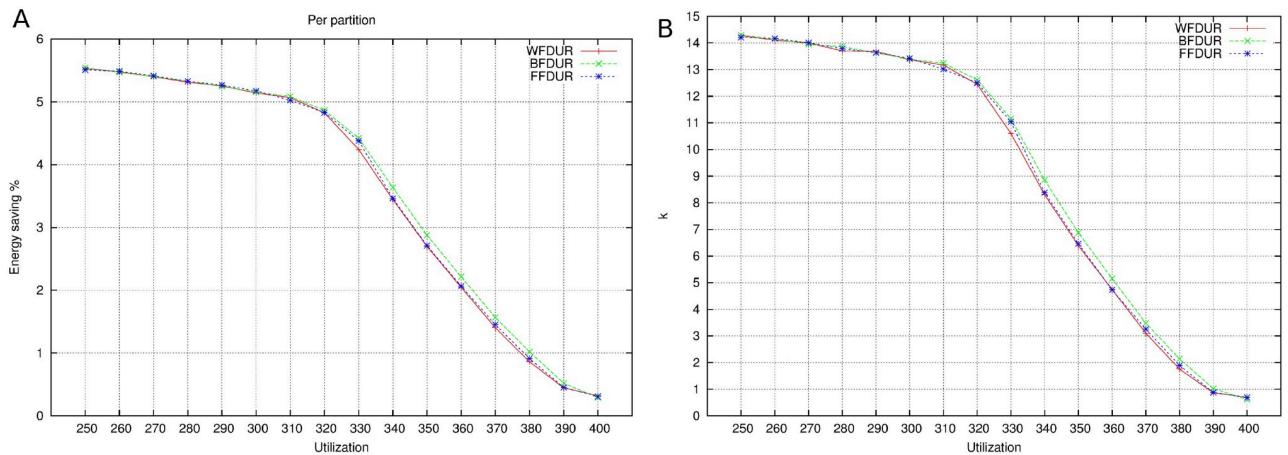 A
Per partition
6
5
4
3
2
1
0
Energy saving %
WFDUR
BFDUR
FFDUR
250 260 270 280 290 300 310 320 330 340 350 360 370 380 390 400
Utilization
B
15
14
13
12
11
10
9
8
7
6
5
4
3
2
1
0
k
WFDUR
BFDUR
FFDUR
250 260 270 280 290 300 310 320 330 340 350 360 370 380 390 400
Utilization